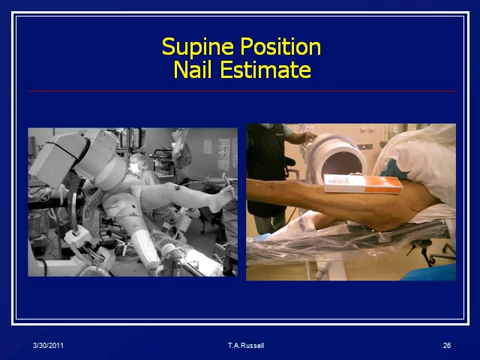 Supine Position
Nail Estimate
3/30/2011
T.A.Russell
26